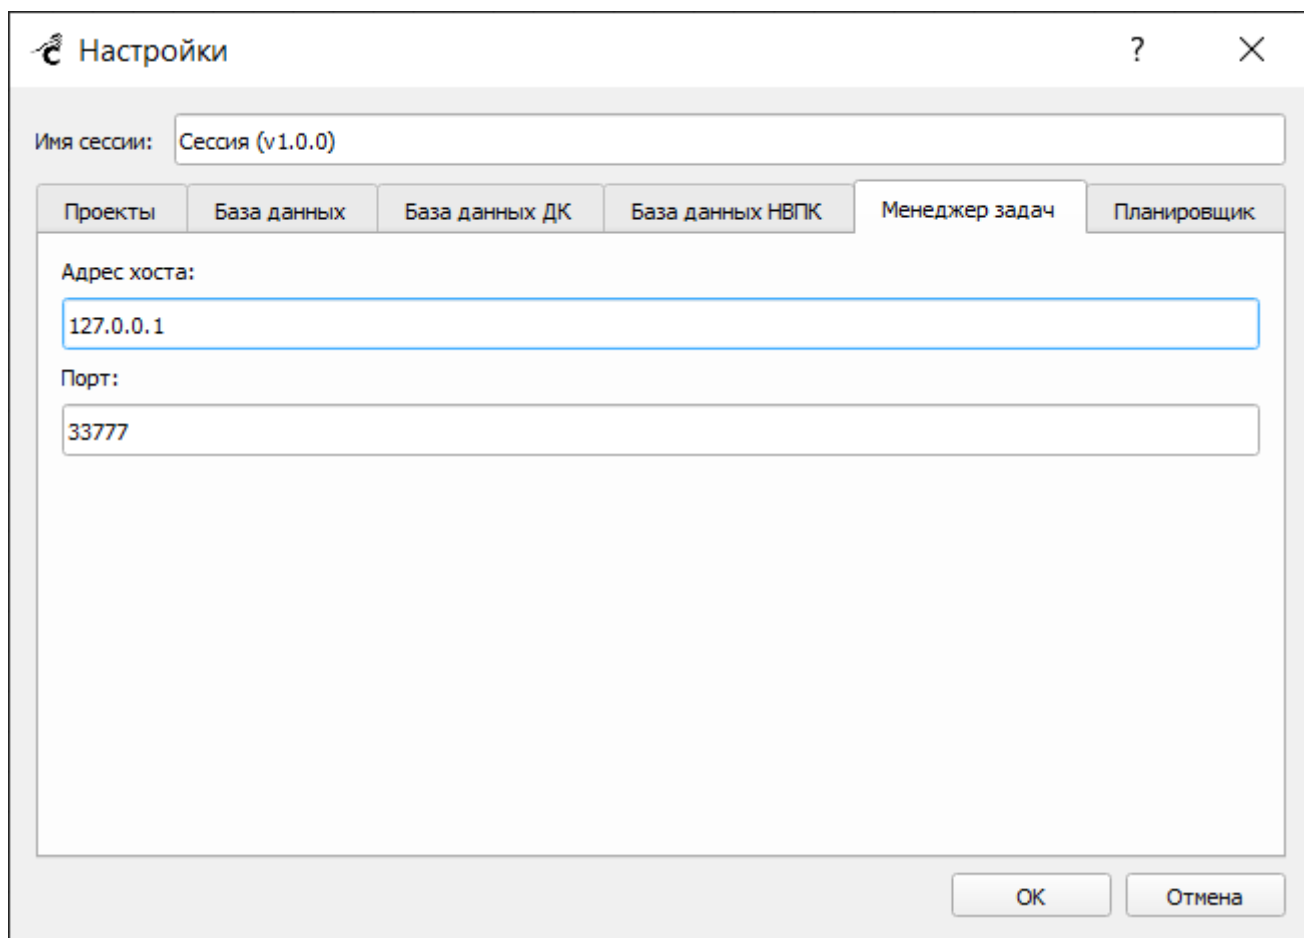 Настройки
Имя сессии: Сессия (v1.0.0)
Проекты База данных База данных ДК База данных НВПК Менеджер задач Планировщик
Адрес хоста:
127.0.0.1
Порт:
33777
ОК Отмена